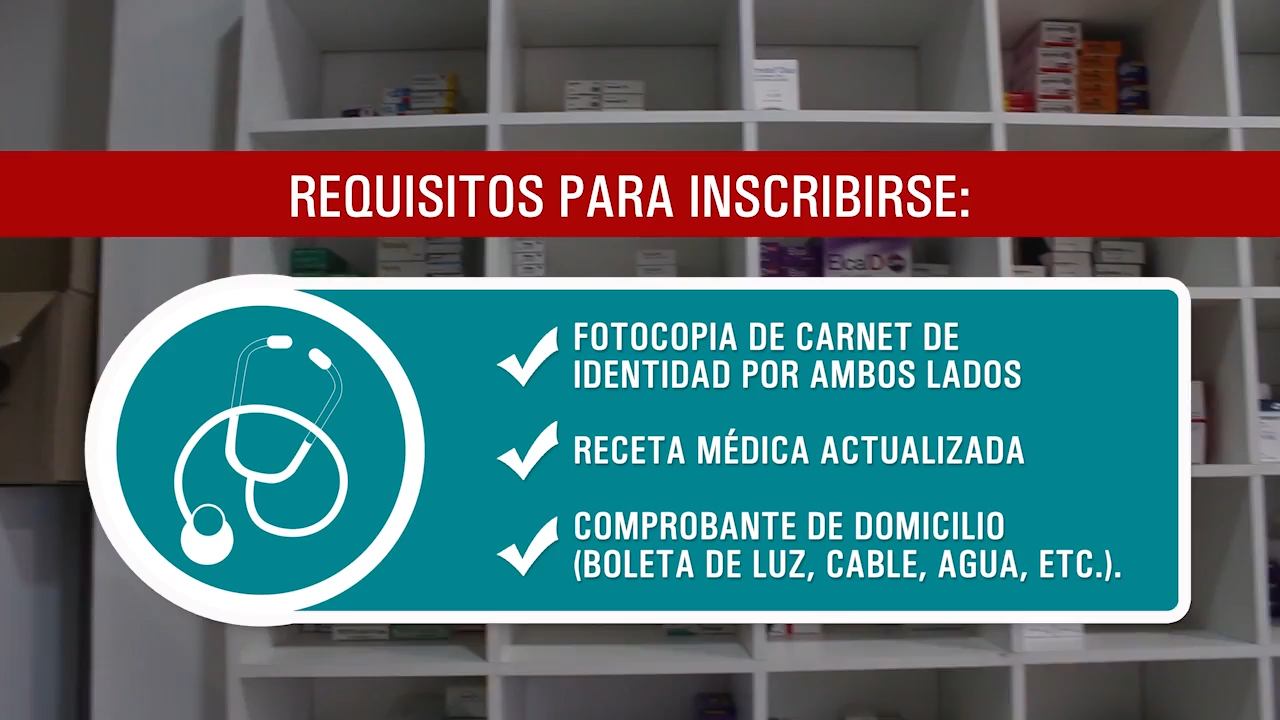 REQUISITOS PARA INSCRIBIRSE:
ElcalD
FOTOCOPIA DE CARNET DE
IDENTIDAD POR AMBOS LADOS
RECETA MÉDICA ACTUALIZADA
COMPROBANTE DE DOMICILIO
(BOLETA DE LUZ, CABLE, AGUA, ETC.).